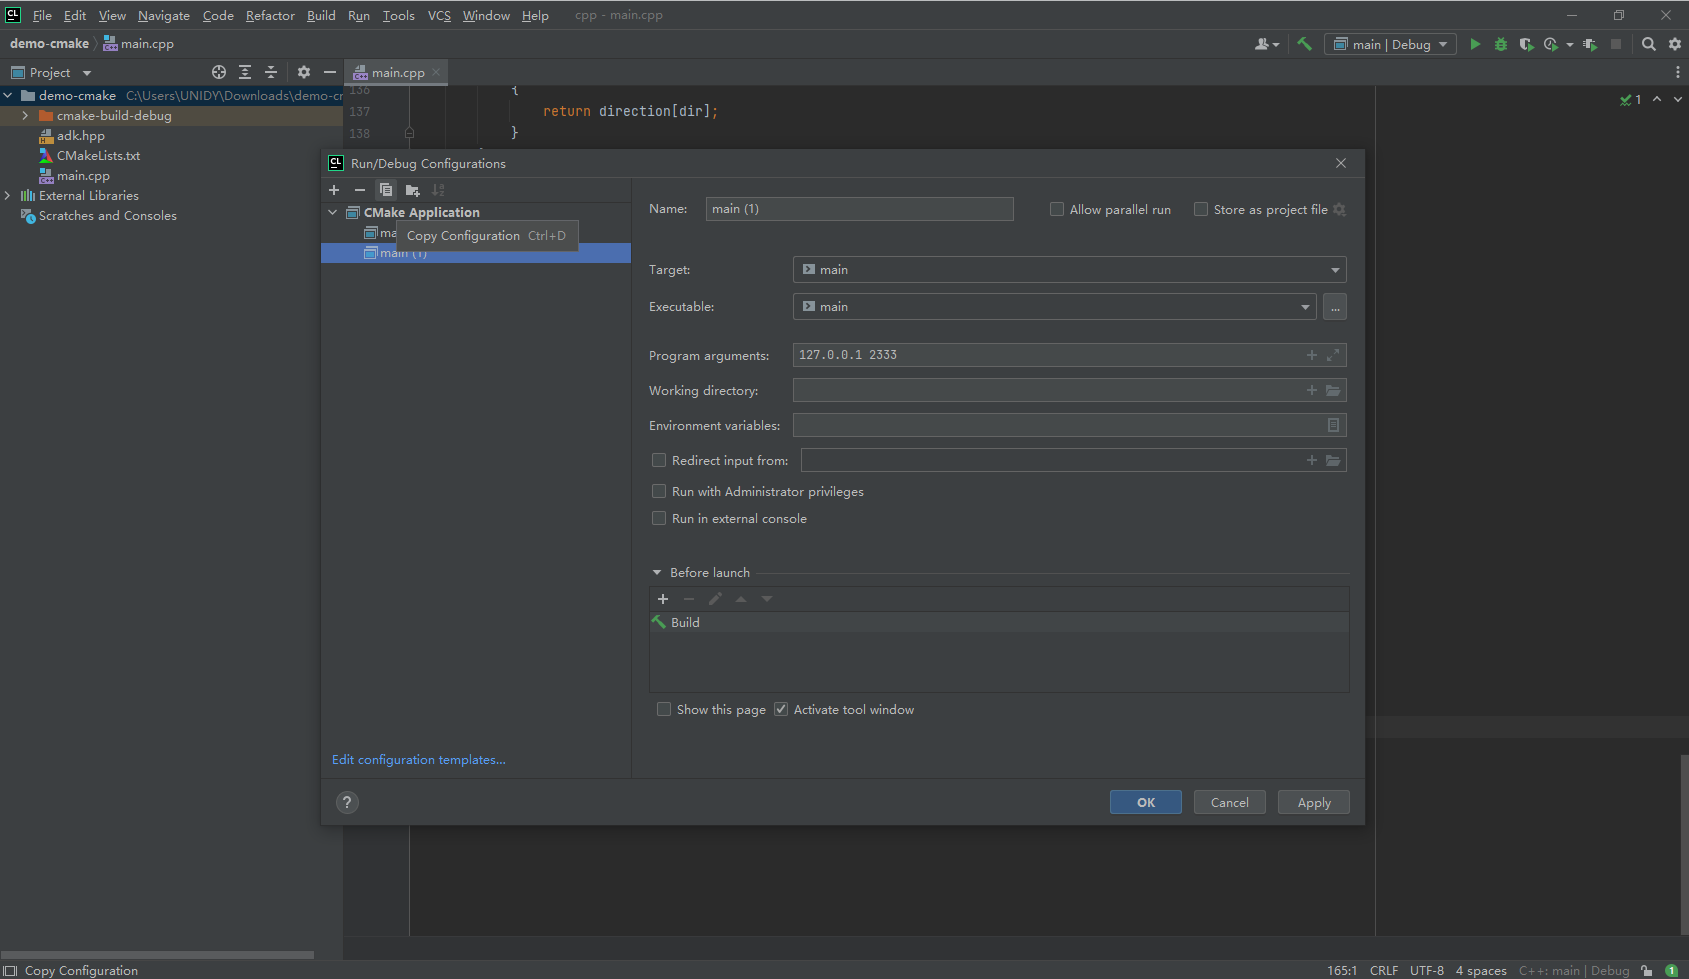 CL File Edit View Navigate Code Refactor Build Run Tools VCS Window Help cpp - main.cpp
demo-cmake main.cpp
main | Debug
Project
main.cpp
demo-cmake C:\Users\UNIDY\Downloads\demo-cr
cmake-build-debug
adk.hpp
CMakeLists.txt
main.cpp
External Libraries
Scratches and Consoles
136 {
137 return direction[dir];
138 }
1
CL Run/Debug Configurations
CMake Application
ma
main (1)
Copy Configuration Ctrl+D
Edit configuration templates...
Name: main (1)
Allow parallel run
Store as project file
Target: main
Executable: main
...
Program arguments: 127.0.0.1 2333
Working directory:
Environment variables:
Redirect input from:
Run with Administrator privileges
Run in external console
Before launch
Build
Show this page
Activate tool window
?
OK
Cancel
Apply
Copy Configuration
165:1 CRLF UTF-8 4 spaces C++: main | Debug 1